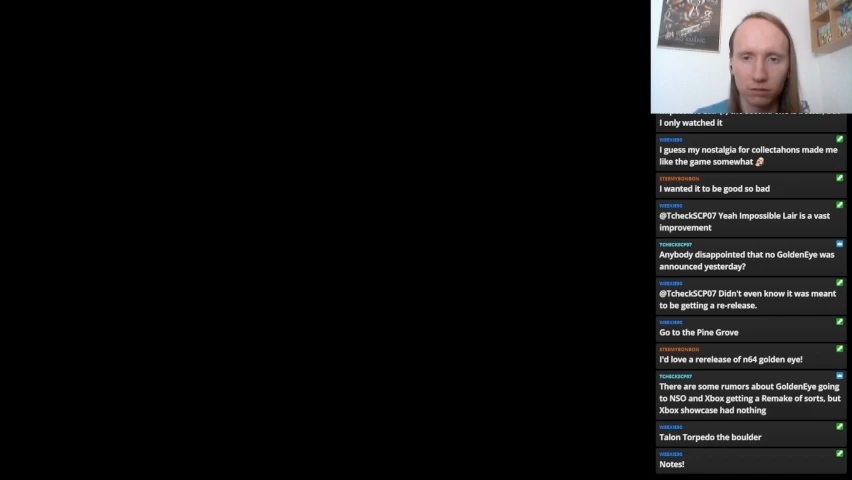 I only watched it
WEEKIEGG
I guess my nostalgia for collectahons made me
like the game somewhat
STEEMYBONBON
I wanted it to be good so bad
@TcheckSCP07 Yeah Impossible Lair is a vast
improvement
TCHECKSCP07
Anybody disappointed that no GoldenEye was
announced yesterday?
@TcheckSCP07 Didn't even know it was meant
to be getting a re-release.
Go to the Pine Grove
I'd love a rerelease of n64 golden eye!
TCHECKSCP07
There are some rumors about GoldenEye going
to NSO and Xbox getting a Remake of sorts, but
Xbox showcase had nothing
Talon Torpedo the boulder
Notes!